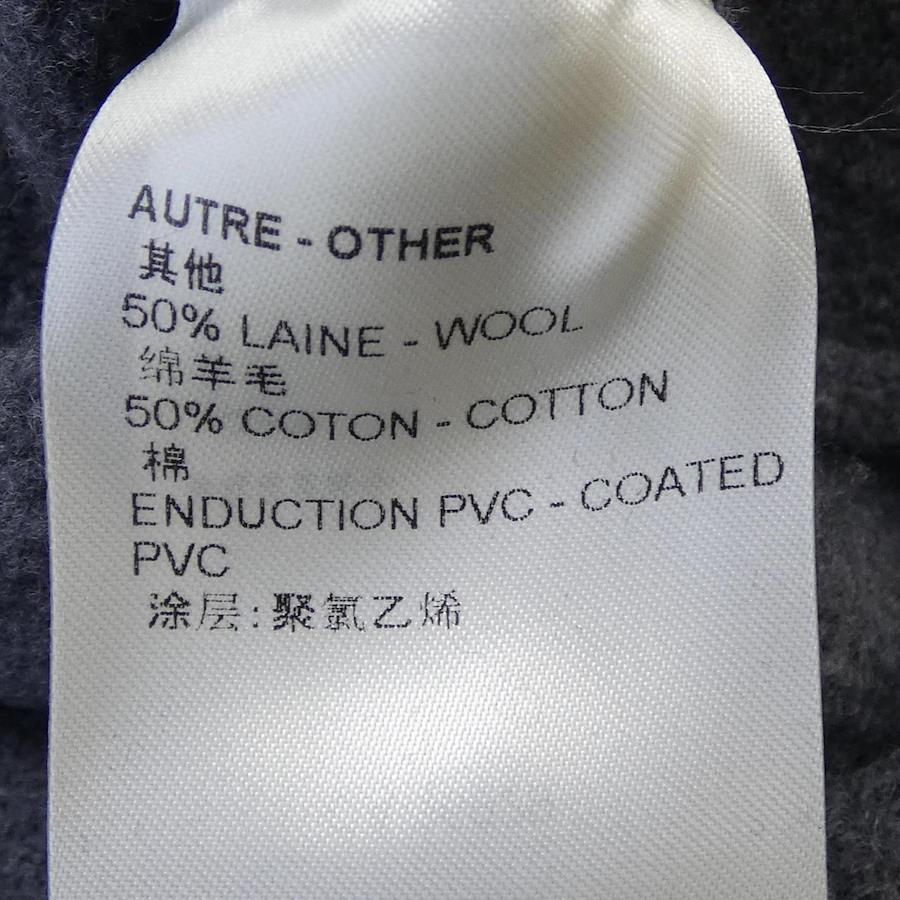 AUTRE - OTHER
其他
50% LAINE - WOOL
绵羊毛
50% COTON - COTTON
棉
ENDUCTION PVC - COATED
PVC
涂层:聚氯乙烯